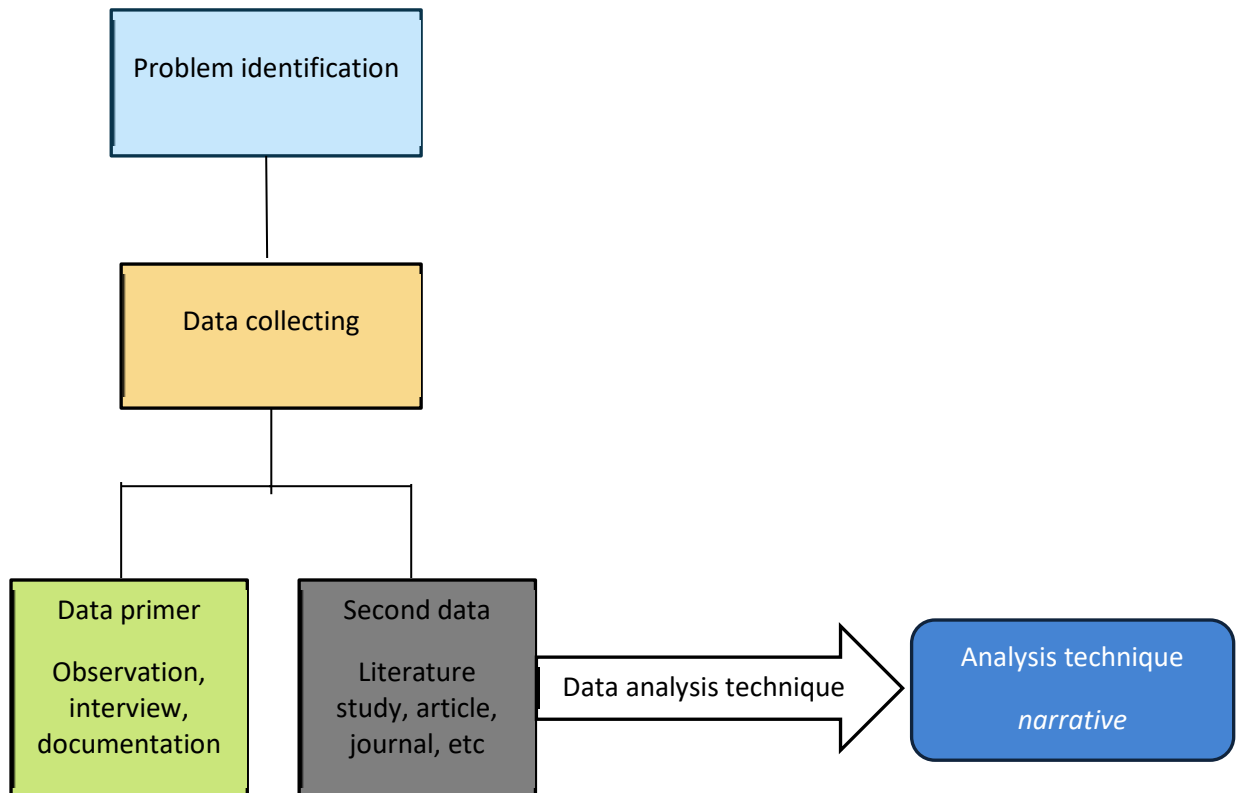 Problem identification
Data collecting
Data primer
Observation,
interview,
documentation
Second data
Literature
study, article,
journal, etc
Data analysis technique
Analysis technique
narrative